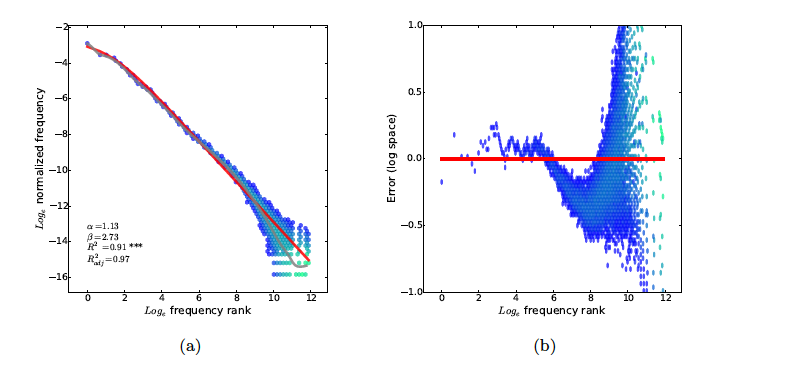 −2
−4
−6
−8
−10
−12
−14
−16
Log_e normalized frequency
α=1.13
β=2.73
R² =0.91 ***
R²_adj=0.97
0 2 4 6 8 10 12
Log_e frequency rank
(a)
1.0
0.5
0.0
−0.5
−1.0
Error (log space)
0 2 4 6 8 10 12
Log_e frequency rank
(b)